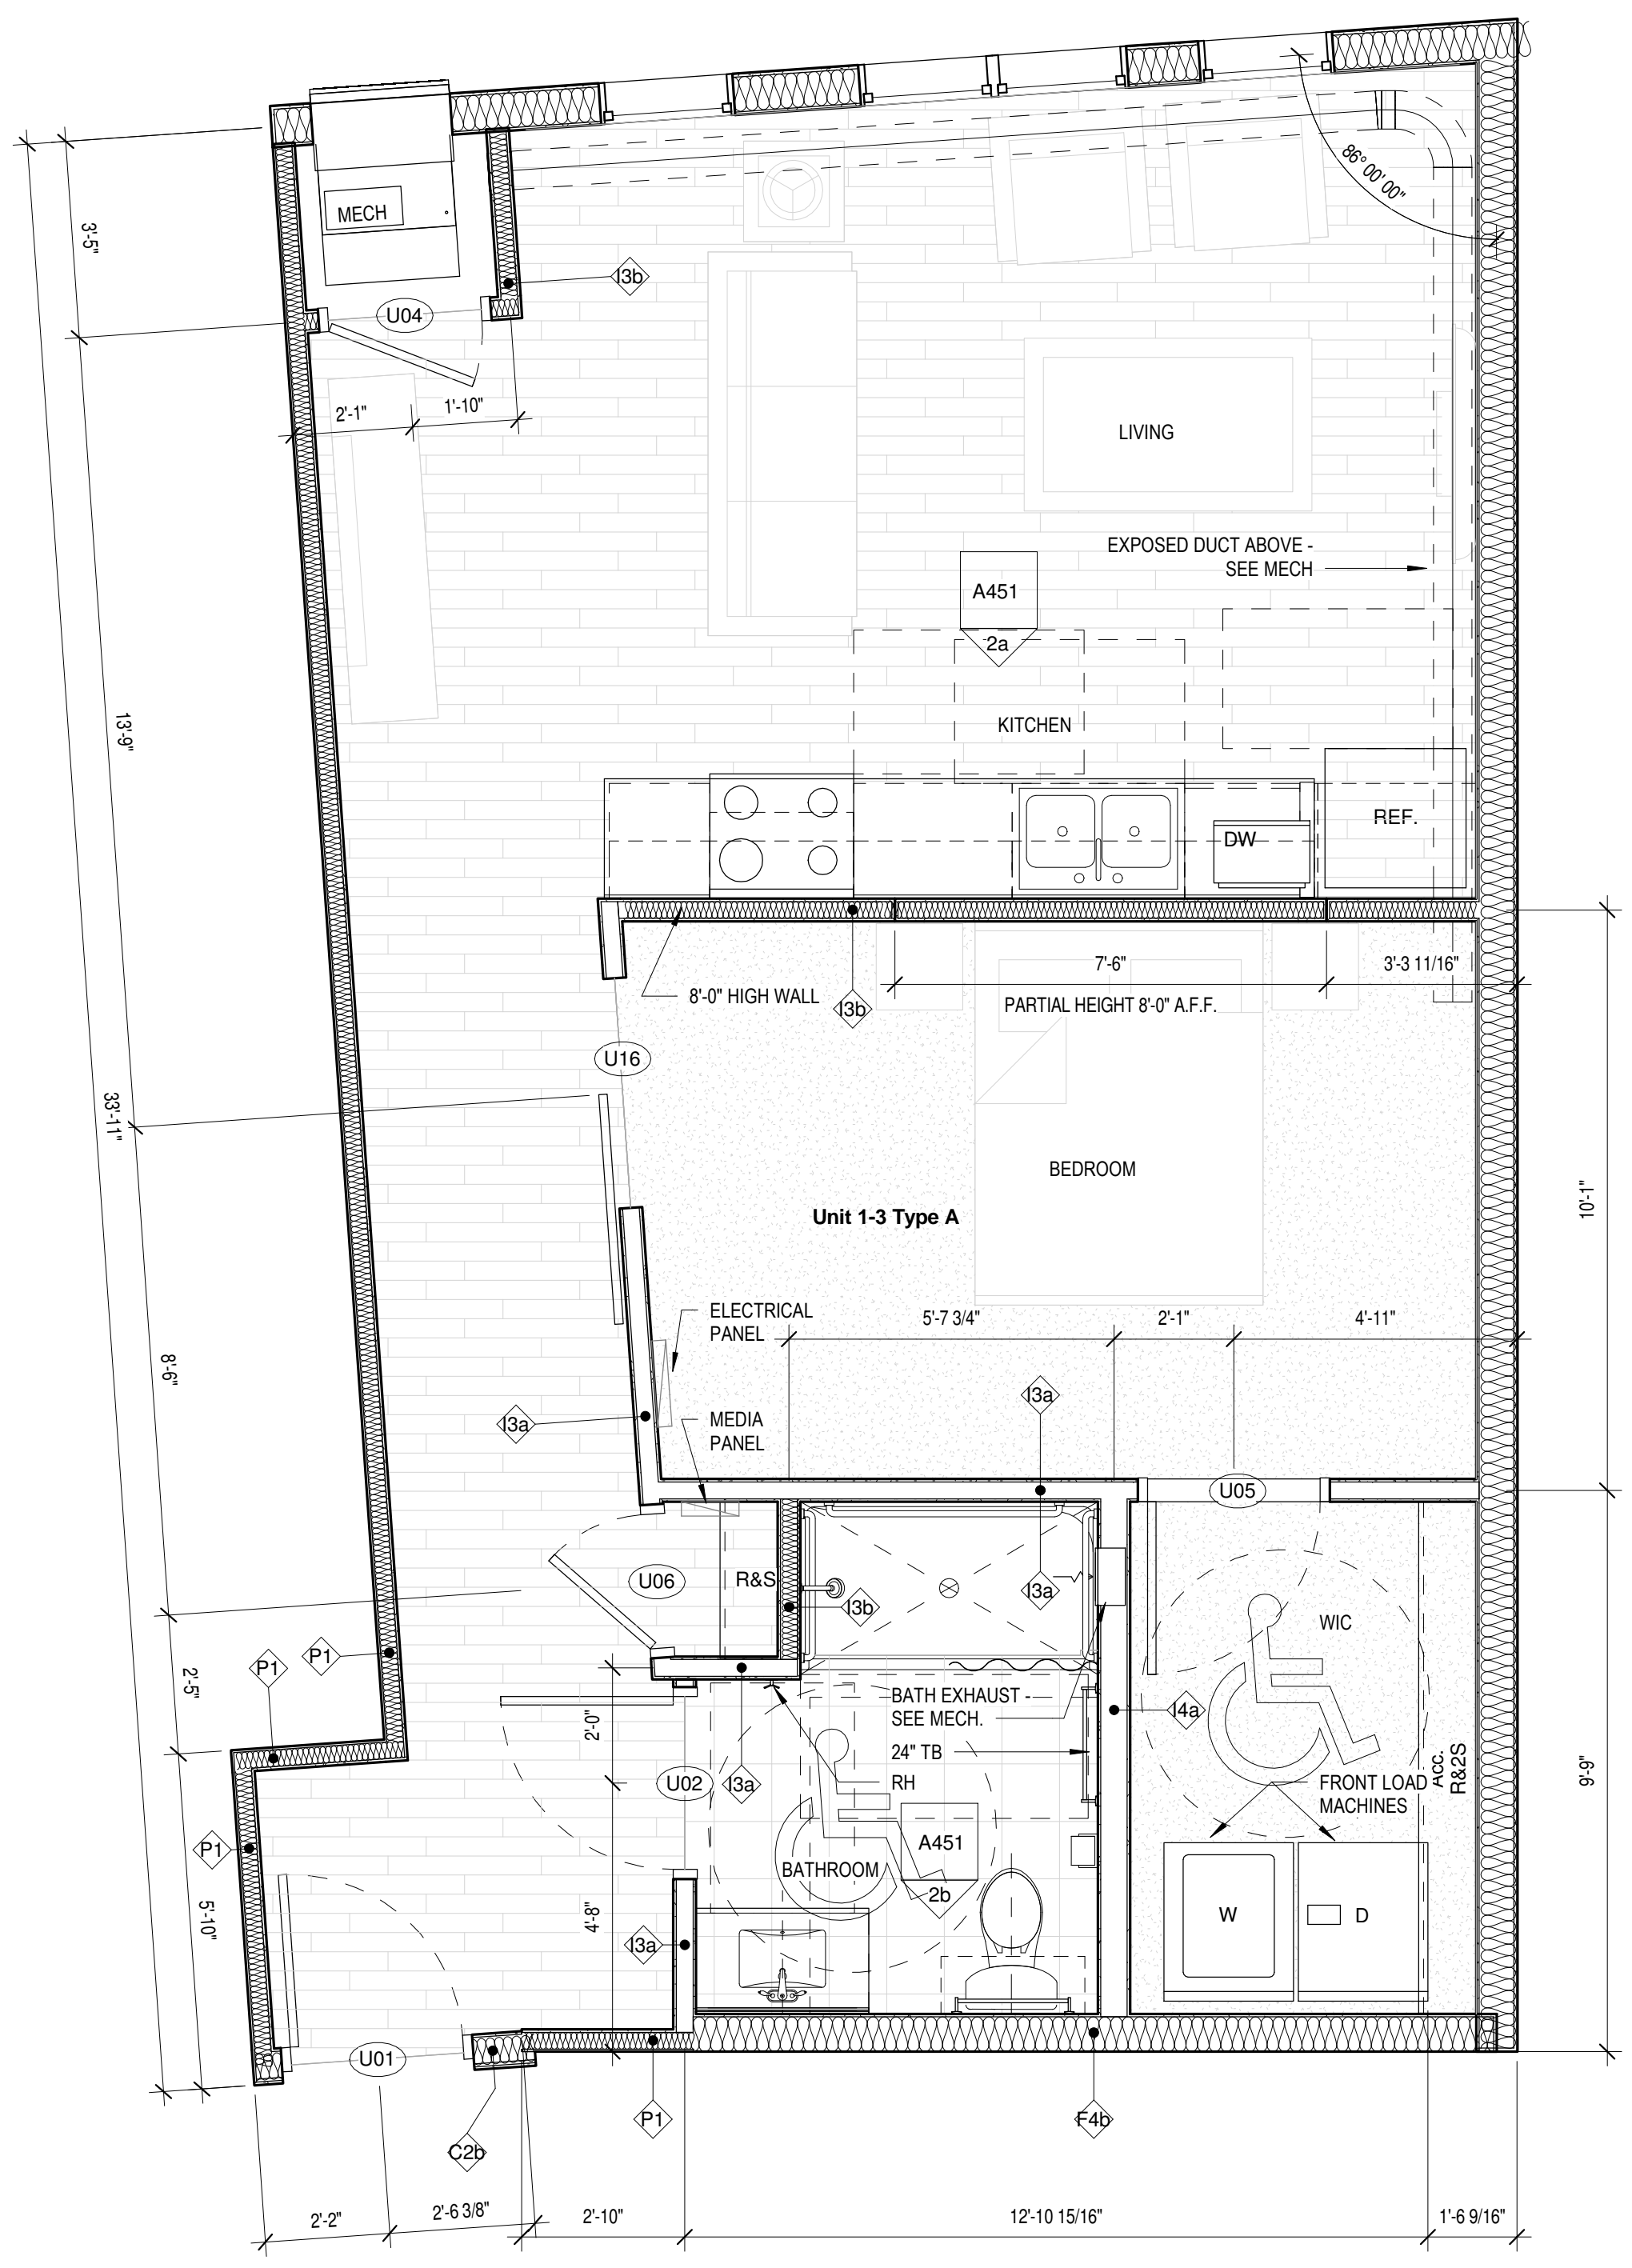 86° 00' 00"
MECH
3'-5"
I3b
U04
2'-1"
1'-10"
LIVING
EXPOSED DUCT ABOVE -
SEE MECH
A451
2a
13'-9"
KITCHEN
DW
REF.
7'-6"
3'-3 11/16"
8'-0" HIGH WALL
I3b
PARTIAL HEIGHT 8'-0" A.F.F.
U16
33'-11"
BEDROOM
10'-1"
Unit 1-3 Type A
ELECTRICAL
PANEL
5'-7 3/4"
2'-1"
4'-11"
8'-6"
I3a
I3a
MEDIA
PANEL
U05
U06
R&S
I3a
I3b
WIC
P1
P1
2'-5"
BATH EXHAUST -
SEE MECH.
I4a
2'-0"
24" TB
U02
I3a
RH
FRONT LOAD
MACHINES
Acc.
R&2S
9'-9"
P1
A451
2b
BATHROOM
5'-10"
4'-8"
W
D
I3a
U01
P1
F4b
C2b
2'-2"
2'-6 3/8"
2'-10"
12'-10 15/16"
1'-6 9/16"